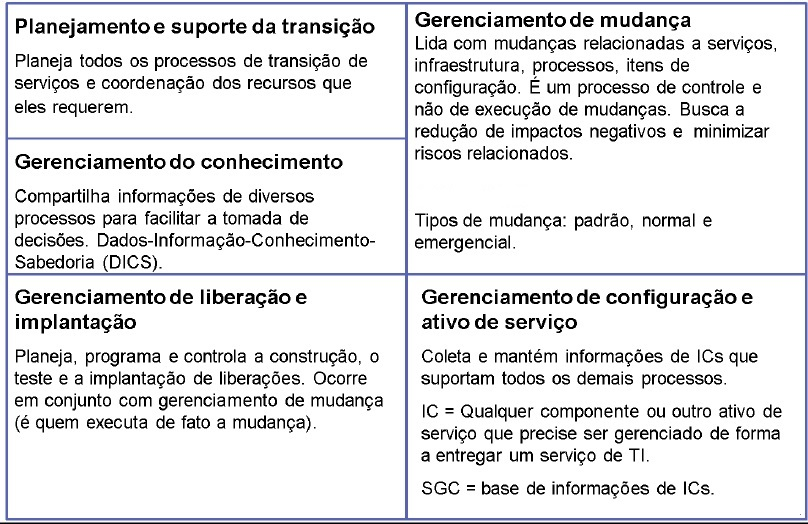 Planejamento e suporte da transição
Planeja todos os processos de transição de
serviços e coordenação dos recursos que
eles requerem.
Gerenciamento do conhecimento
Compartilha informações de diversos
processos para facilitar a tomada de
decisões. Dados-Informação-Conhecimento-
Sabedoria (DICS).
Gerenciamento de mudança
Lida com mudanças relacionadas a serviços,
infraestrutura, processos, itens de
configuração. É um processo de controle e
não de execução de mudanças. Busca a
redução de impactos negativos e minimizar
riscos relacionados.
Tipos de mudança: padrão, normal e
emergencial.
Gerenciamento de liberação e
implantação
Planeja, programa e controla a construção, o
teste e a implantação de liberações. Ocorre
em conjunto com gerenciamento de mudança
(é quem executa de fato a mudança).
Gerenciamento de configuração e
ativo de serviço
Coleta e mantém informações de ICs que
suportam todos os demais processos.
IC = Qualquer componente ou outro ativo de
serviço que precise ser gerenciado de forma
a entregar um serviço de TI.
SGC = base de informações de ICs.